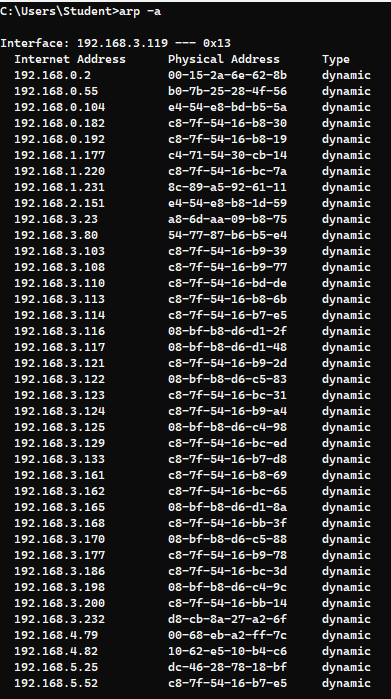 C:\Users\Student>arp -a
Interface: 192.168.3.119 --- 0x13
Internet Address Physical Address Type
192.168.0.2 00-15-2a-6e-62-8b dynamic
192.168.0.55 b0-7b-25-28-4f-56 dynamic
192.168.0.104 e4-54-e8-bd-b5-5a dynamic
192.168.0.182 c8-7f-54-16-b8-30 dynamic
192.168.0.192 c8-7f-54-16-b8-19 dynamic
192.168.1.177 c4-71-54-30-cb-14 dynamic
192.168.1.220 c8-7f-54-16-bc-7a dynamic
192.168.1.231 8c-89-a5-92-61-11 dynamic
192.168.2.151 e4-54-e8-b8-1d-59 dynamic
192.168.3.23 a8-6d-aa-09-b8-75 dynamic
192.168.3.80 54-77-87-b6-b5-e4 dynamic
192.168.3.103 c8-7f-54-16-b9-39 dynamic
192.168.3.108 c8-7f-54-16-b9-77 dynamic
192.168.3.110 c8-7f-54-16-bd-de dynamic
192.168.3.113 c8-7f-54-16-b8-6b dynamic
192.168.3.114 c8-7f-54-16-b7-e5 dynamic
192.168.3.116 08-bf-b8-d6-d1-2f dynamic
192.168.3.117 08-bf-b8-d6-d1-48 dynamic
192.168.3.121 c8-7f-54-16-b9-2d dynamic
192.168.3.122 08-bf-b8-d6-c5-83 dynamic
192.168.3.123 c8-7f-54-16-bc-31 dynamic
192.168.3.124 c8-7f-54-16-b9-a4 dynamic
192.168.3.125 08-bf-b8-d6-c4-98 dynamic
192.168.3.129 c8-7f-54-16-bc-ed dynamic
192.168.3.133 c8-7f-54-16-b7-d8 dynamic
192.168.3.161 c8-7f-54-16-b8-69 dynamic
192.168.3.162 c8-7f-54-16-bc-65 dynamic
192.168.3.165 08-bf-b8-d6-d1-8a dynamic
192.168.3.168 c8-7f-54-16-bb-3f dynamic
192.168.3.170 08-bf-b8-d6-c5-88 dynamic
192.168.3.177 c8-7f-54-16-b9-78 dynamic
192.168.3.186 c8-7f-54-16-bc-3d dynamic
192.168.3.198 08-bf-b8-d6-c4-9c dynamic
192.168.3.200 c8-7f-54-16-bb-14 dynamic
192.168.3.232 d8-cb-8a-27-a2-6f dynamic
192.168.4.79 00-68-eb-a2-ff-7c dynamic
192.168.4.82 10-62-e5-10-b4-c6 dynamic
192.168.5.25 dc-46-28-78-18-bf dynamic
192.168.5.52 c8-7f-54-16-b7-e5 dynamic